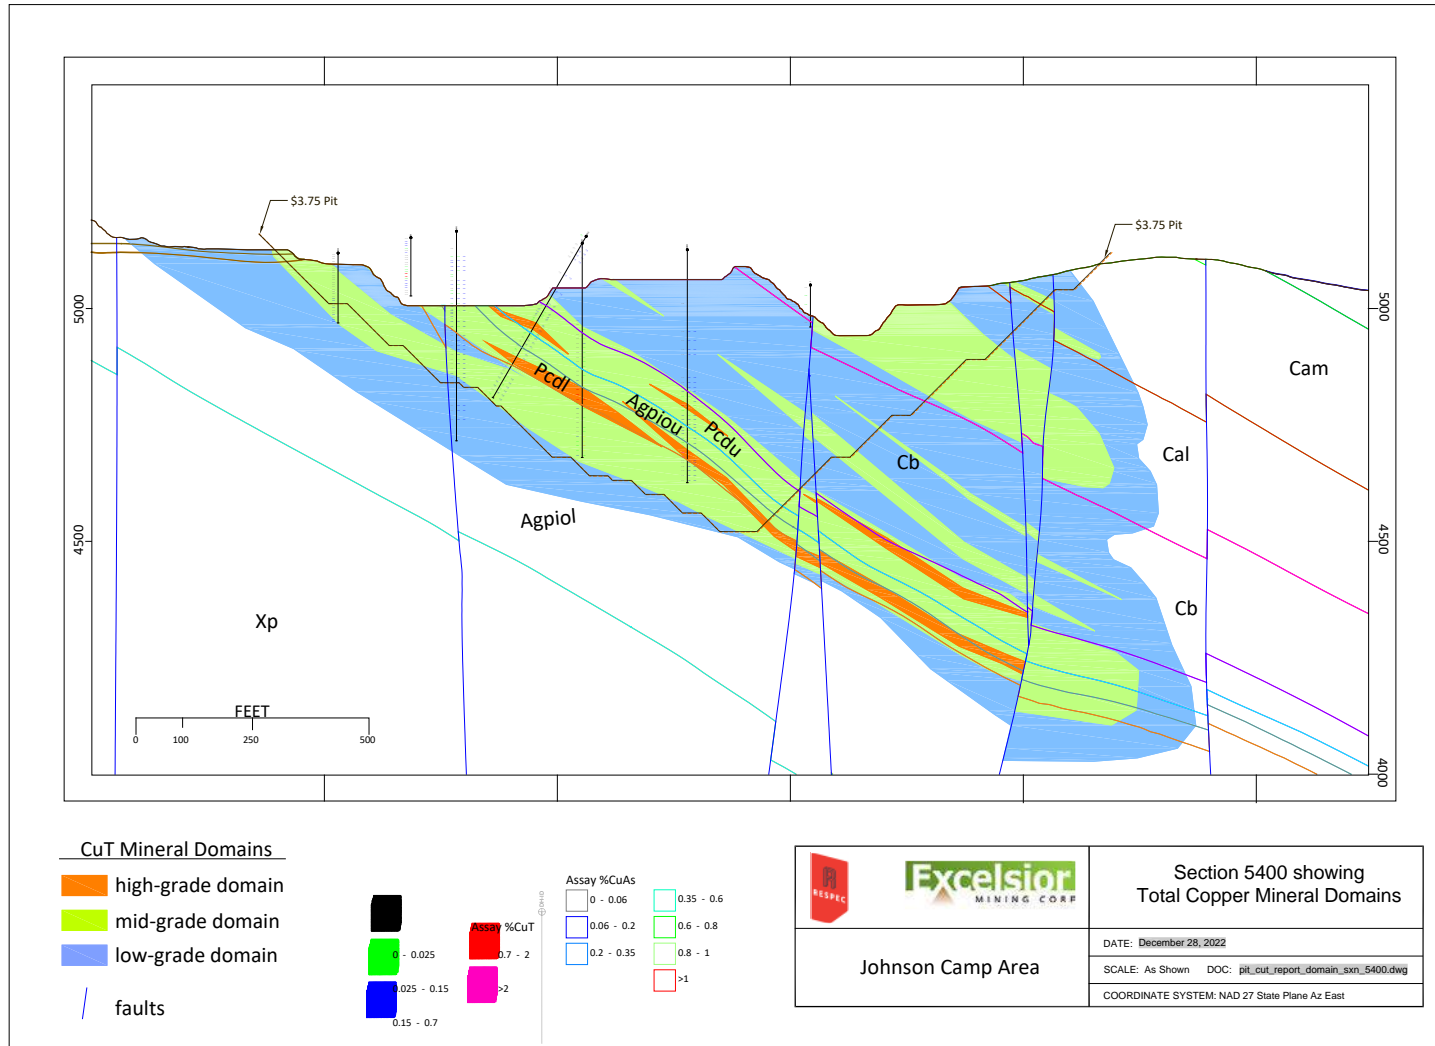 $3.75 Pit
$3.75 Pit
5000
5000
Cam
Pcdl
Agpiou
Pcdu
Cb
Cal
4500
4500
Agpiol
Xp
Cb
FEET
0 100 250 500
4000
CuT Mineral Domains
high-grade domain
mid-grade domain
low-grade domain
faults
Assay %CuT
0 - 0.025
0.025 - 0.15
0.15 - 0.7
0.7 - 2
>2
Assay %CuAs
0 - 0.06
0.06 - 0.2
0.2 - 0.35
0.35 - 0.6
0.6 - 0.8
0.8 - 1
>1
RESPEC
Excelsior
MINING CORP
Johnson Camp Area
Section 5400 showing
Total Copper Mineral Domains
DATE: December 28, 2022
SCALE: As Shown DOC: pit_cut_report_domain_sxn_5400.dwg
COORDINATE SYSTEM: NAD 27 State Plane Az East